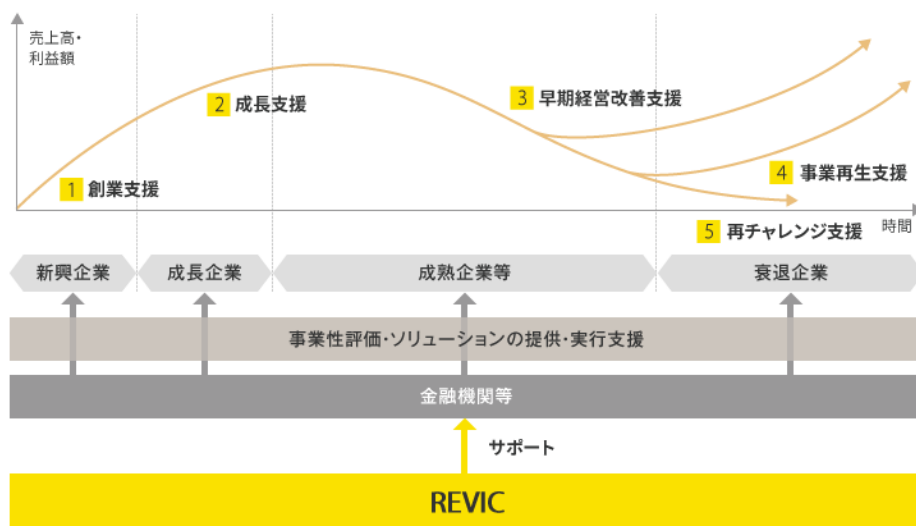 売上高・
利益額
1 創業支援
2 成長支援
3 早期経営改善支援
4 事業再生支援
5 再チャレンジ支援
時間
新興企業
成長企業
成熟企業等
衰退企業
事業性評価・ソリューションの提供・実行支援
金融機関等
サポート
REVIC